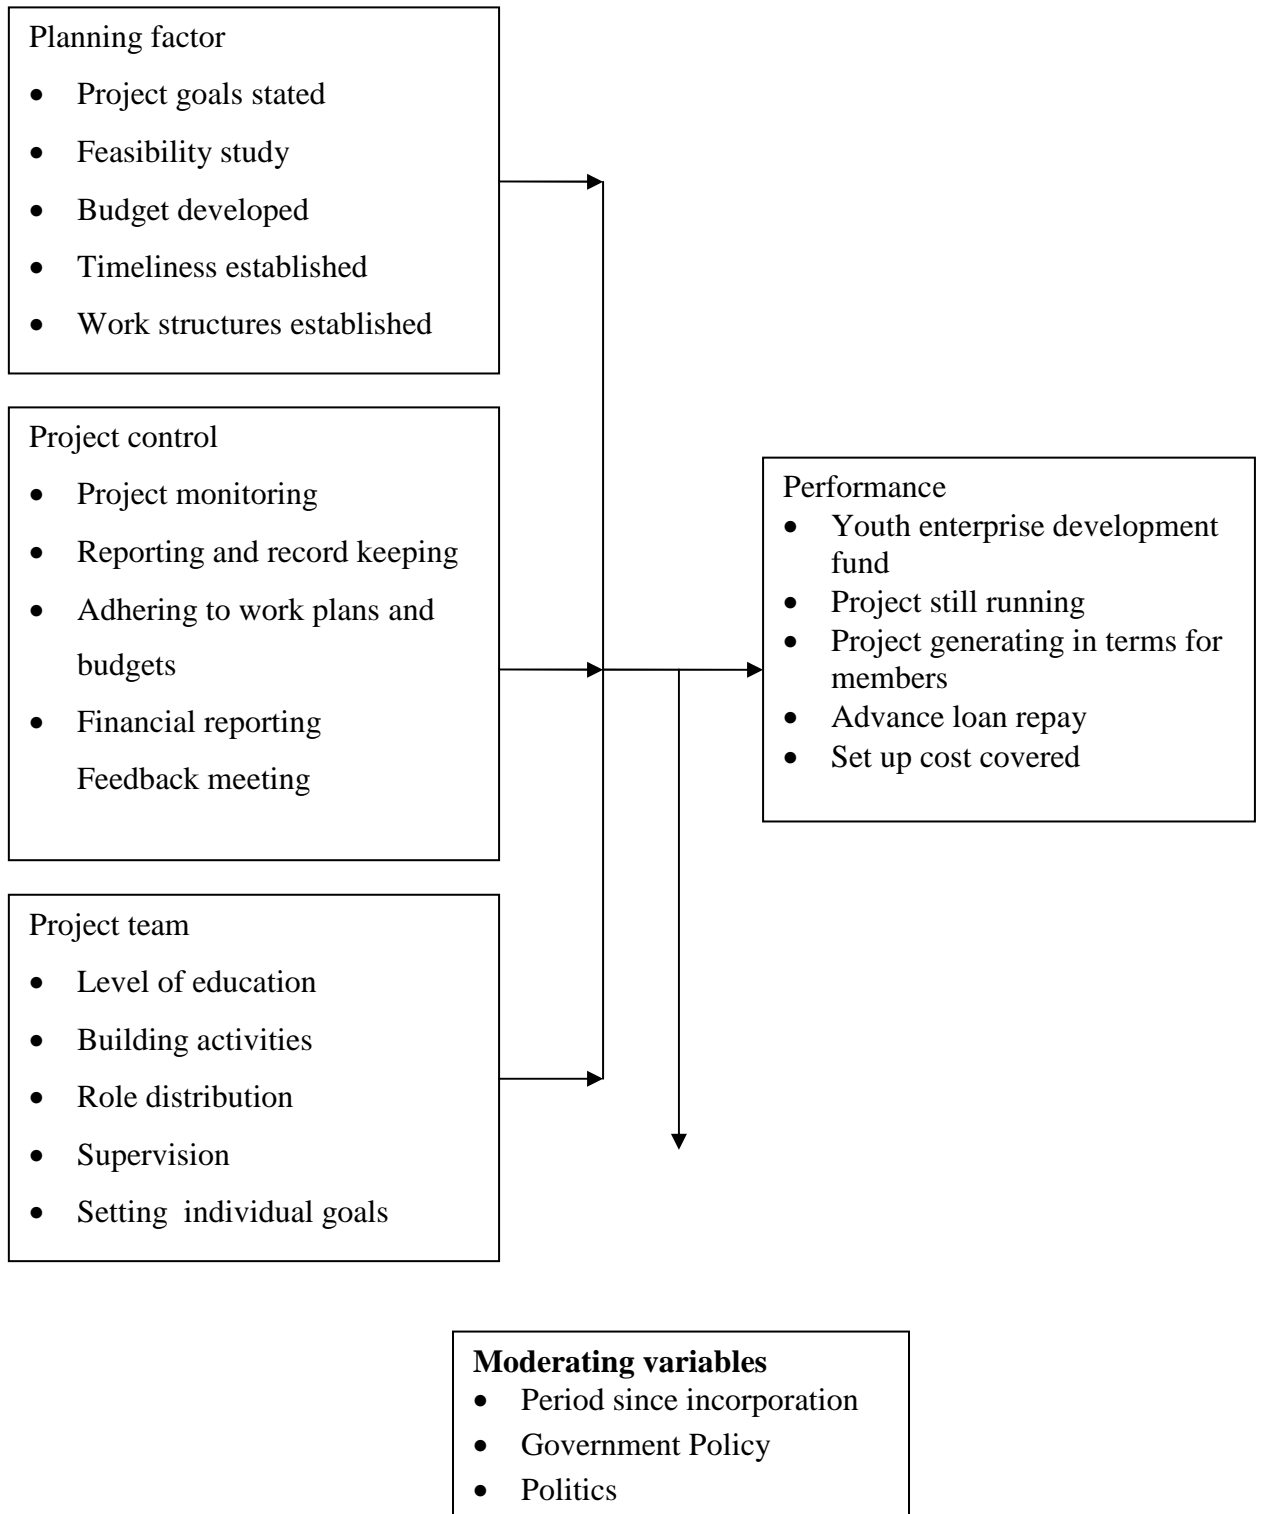 Planning factor
• Project goals stated
• Feasibility study
• Budget developed
• Timeliness established
• Work structures established
Project control
• Project monitoring
• Reporting and record keeping
• Adhering to work plans and
budgets
• Financial reporting
Feedback meeting
Performance
• Youth enterprise development
fund
• Project still running
• Project generating in terms for
members
• Advance loan repay
• Set up cost covered
Project team
• Level of education
• Building activities
• Role distribution
• Supervision
• Setting  individual goals
Moderating variables
• Period since incorporation
• Government Policy
• Politics